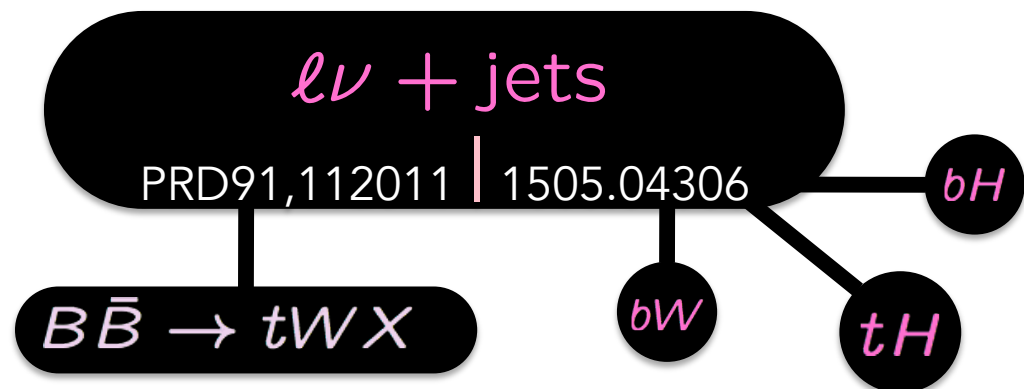 ℓν + jets
PRD91,112011 | 1505.04306
bH
BB̄ → tWX
bW
tH